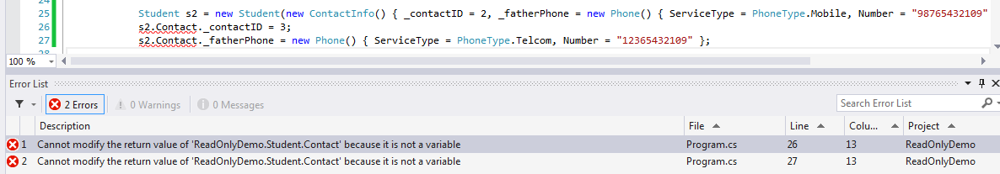 25 Student s2 = new Student(new ContactInfo() { _contactID = 2, _fatherPhone = new Phone() { ServiceType = PhoneType.Mobile, Number = "98765432109"
26 s2.Contact._contactID = 3;
27 s2.Contact._fatherPhone = new Phone() { ServiceType = PhoneType.Telcom, Number = "12365432109" };
28
100 %
Error List
2 Errors 0 Warnings 0 Messages Search Error List
Description File Line Colu... Project
1 Cannot modify the return value of 'ReadOnlyDemo.Student.Contact' because it is not a variable Program.cs 26 13 ReadOnlyDemo
2 Cannot modify the return value of 'ReadOnlyDemo.Student.Contact' because it is not a variable Program.cs 27 13 ReadOnlyDemo